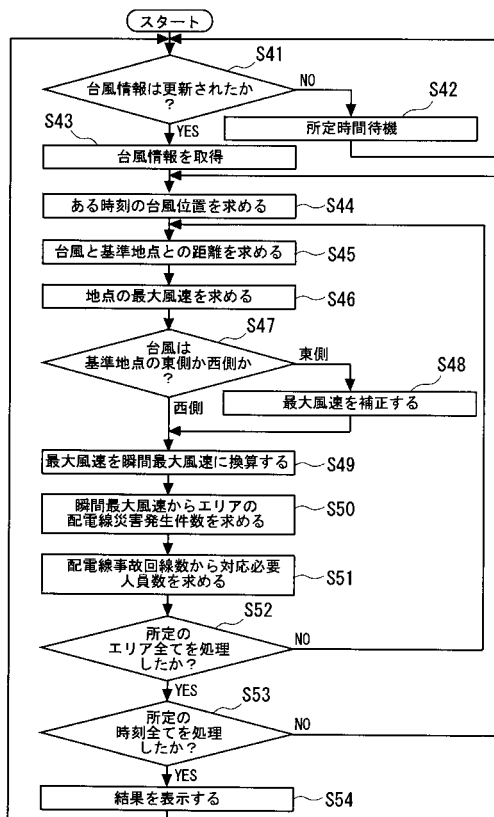 スタート
S41
台風情報は更新されたか
?
NO
S42
所定時間待機
S43
YES
台風情報を取得
ある時刻の台風位置を求める
S44
台風と基準地点との距離を求める
S45
地点の最大風速を求める
S46
S47
台風は
基準地点の東側か西側か
?
東側
S48
最大風速を補正する
西側
最大風速を瞬間最大風速に換算する
S49
瞬間最大風速からエリアの
配電線災害発生件数を求める
S50
配電線事故回線数から対応必要
人員数を求める
S51
S52
所定の
エリア全てを処理
したか?
NO
YES
S53
所定の
時刻全てを処理
したか?
NO
YES
結果を表示する
S54